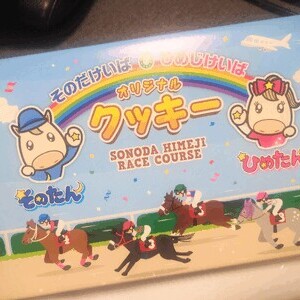 そのだけいば ひめじけいば
オリジナル
クッキー
SONODA HIMEJI
RACE COURSE
そのたん
ひめたん